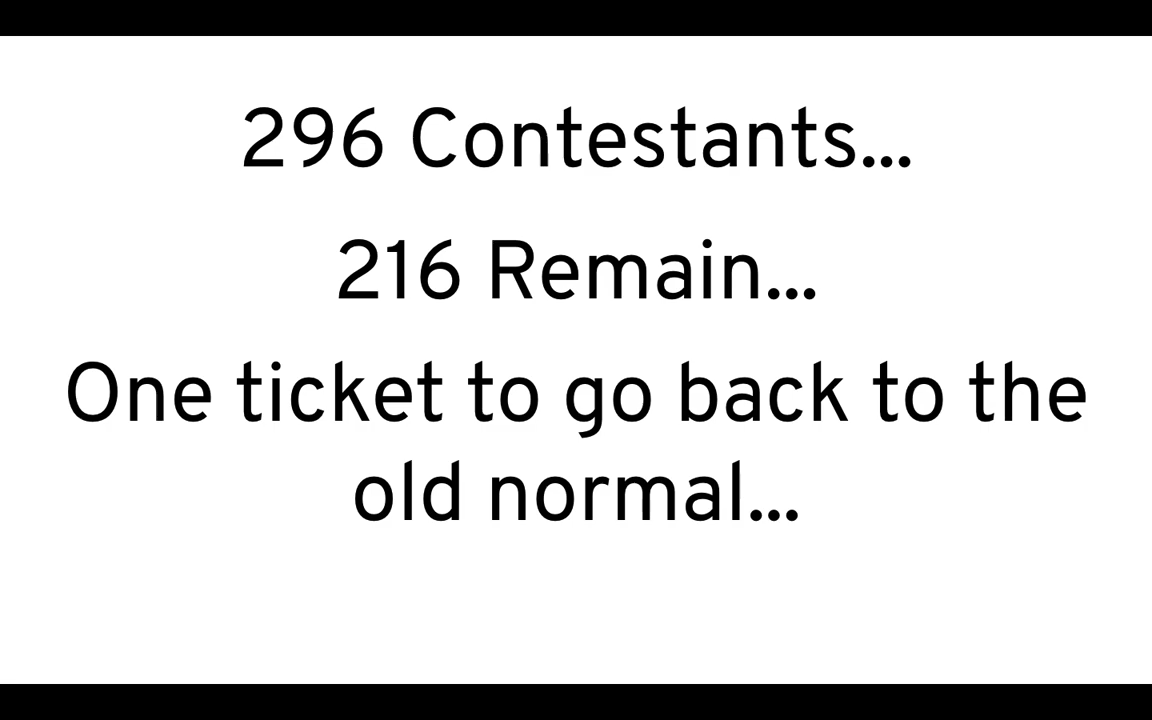 296 Contestants...
216 Remain...
One ticket to go back to the
old normal...